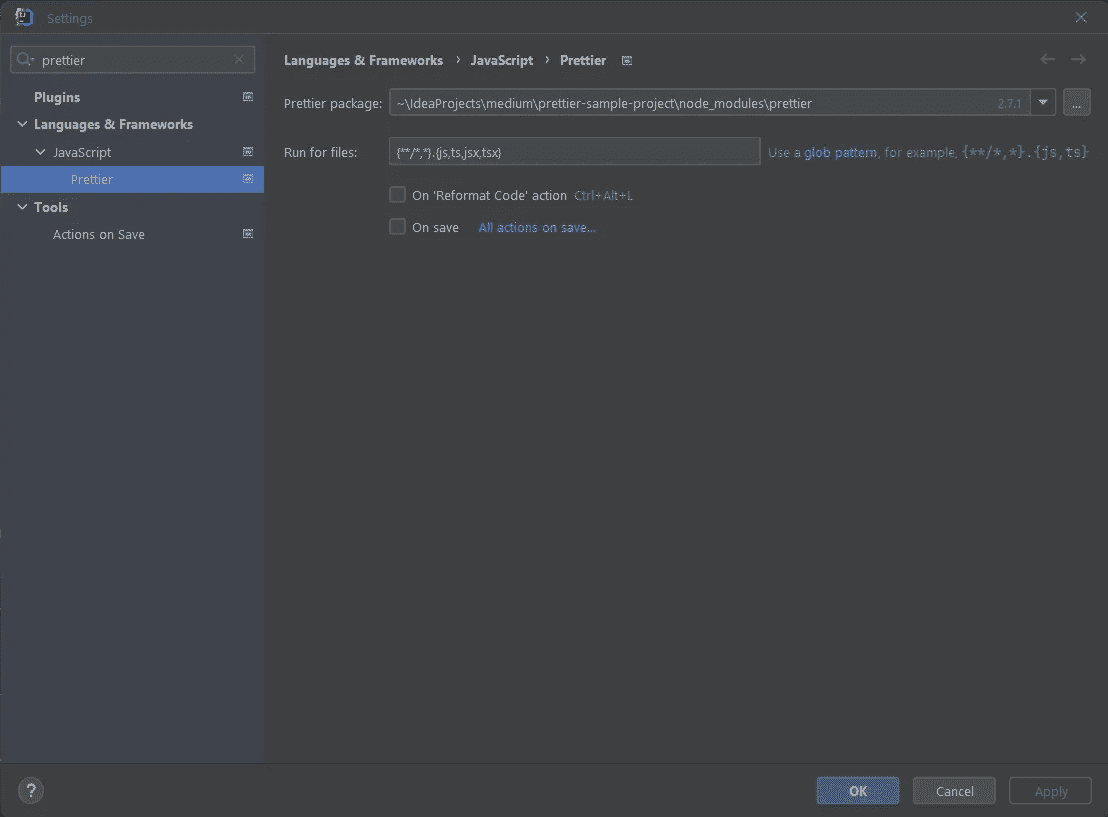 Settings
prettier
Plugins
Languages & Frameworks
JavaScript
Prettier
Tools
Actions on Save
Languages & Frameworks › JavaScript › Prettier
Prettier package: ~\IdeaProjects\medium\prettier-sample-project\node_modules\prettier 2.7.1 ...
Run for files: {**/*,*}.{js,ts,jsx,tsx} Use a glob pattern, for example, {**/*,*}.{js,ts}
On 'Reformat Code' action Ctrl+Alt+L
On save All actions on save...
? OK Cancel Apply